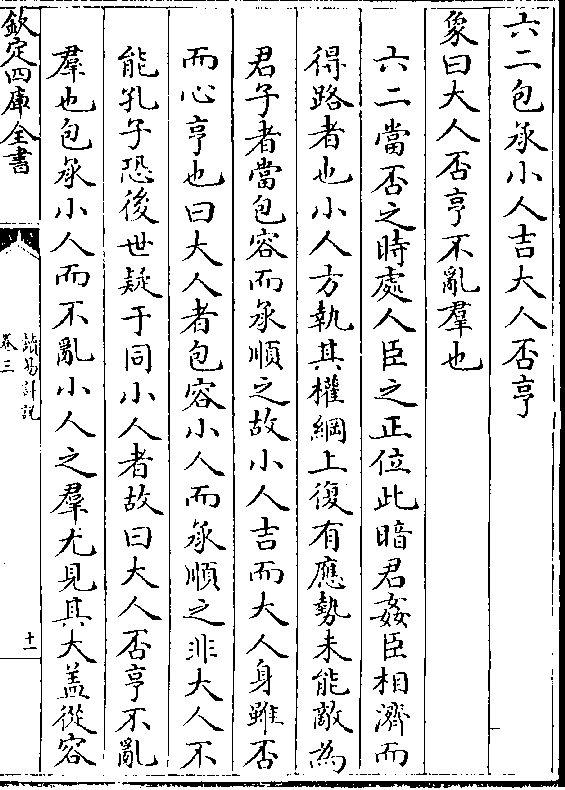 六二包承小人吉大人否亨
象曰大人否亨不亂羣也
六二當否之時處人臣之正位此暗君姦臣相濟而
得路者也小人方執其權綱上復有應勢未能敵為
君子者當包容而承順之故小人吉而大人身雖否
而心亨也曰大人者包容小人而承順之非大人不
能孔子恐後世疑于同小人者故曰大人否亨不亂
羣也包承小人而不亂小人之羣尤見其大盖從容
欽定四庫全書
讀易詳說
卷三
十一